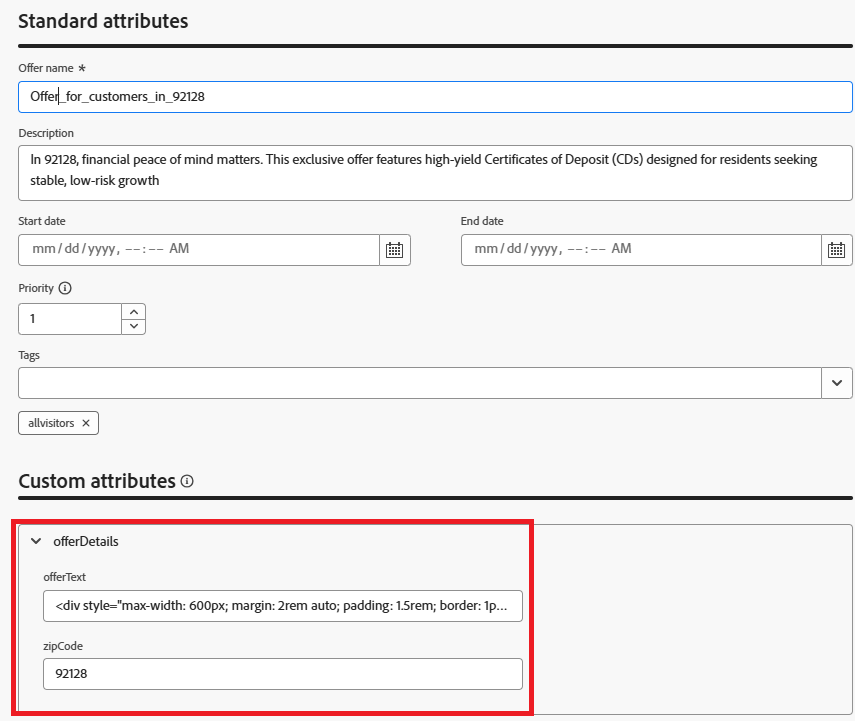 Standard attributes
Offer name *
Offer_for_customers_in_92128
Description
In 92128, financial peace of mind matters. This exclusive offer features high-yield Certificates of Deposit (CDs) designed for residents seeking
stable, low-risk growth
Start date End date
mm/dd/yyyy, --:-- AM mm/dd/yyyy, --:-- AM
Priority
1
Tags
allvisitors ×
Custom attributes
offerDetails
offerText
<div style="max-width: 600px; margin: 2rem auto; padding: 1.5rem; border: 1p...
zipCode
92128